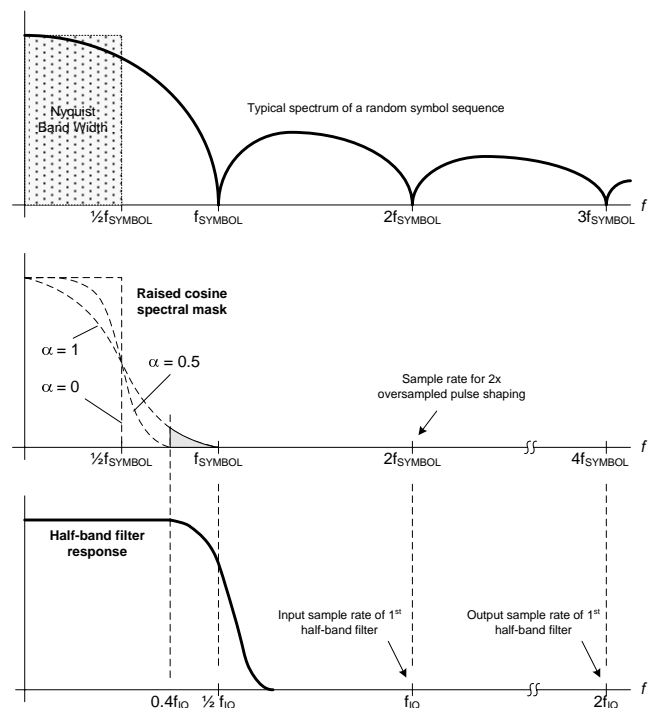 Nyquist
Band Width
Typical spectrum of a random symbol sequence
½fSYMBOL
fSYMBOL
2fSYMBOL
3fSYMBOL
f
Raised cosine
spectral mask
α = 1
α = 0.5
α = 0
Sample rate for 2x
oversampled pulse shaping
½fSYMBOL
fSYMBOL
2fSYMBOL
4fSYMBOL
f
Half-band filter
response
Input sample rate of 1st
half-band filter
Output sample rate of 1st
half-band filter
0.4fIQ
½ fIQ
fIQ
2fIQ
f